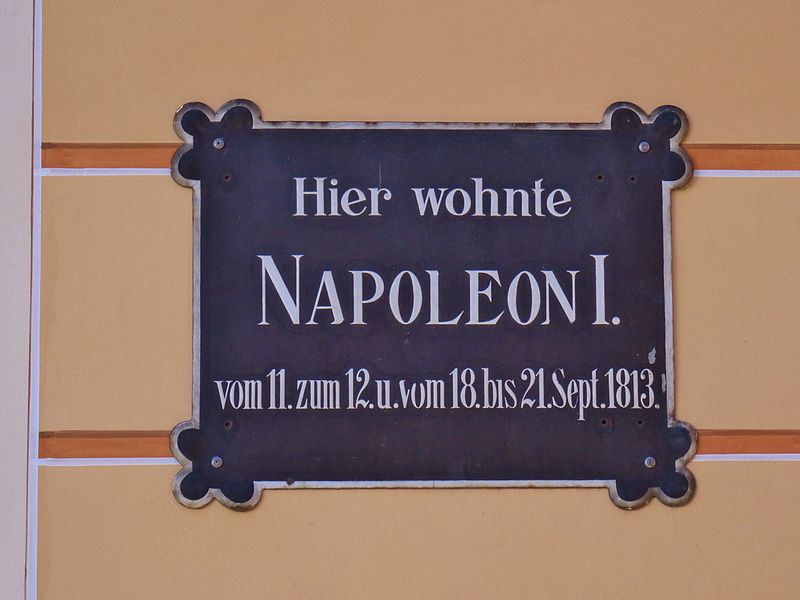 Hier wohnte
NAPOLEON I.
vom 11. zum 12. u. vom 18. bis 21. Sept. 1813.